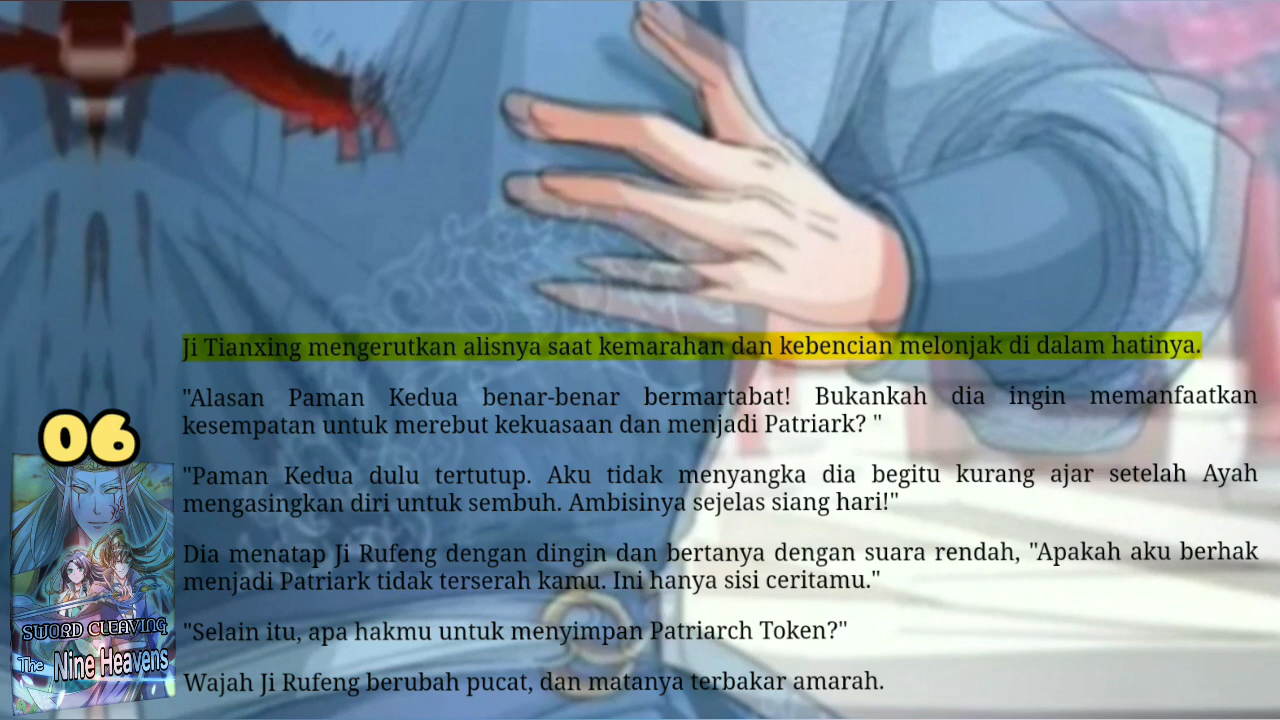 Ji Tianxing mengerutkan alisnya saat kemarahan dan kebencian melonjak di dalam hatinya.
"Alasan Paman Kedua benar-benar bermartabat! Bukankah dia ingin memanfaatkan
kesempatan untuk merebut kekuasaan dan menjadi Patriark? "
"Paman Kedua dulu tertutup. Aku tidak menyangka dia begitu kurang ajar setelah Ayah
mengasingkan diri untuk sembuh. Ambisinya sejelas siang hari!"
Dia menatap Ji Rufeng dengan dingin dan bertanya dengan suara rendah, "Apakah aku berhak
menjadi Patriark tidak terserah kamu. Ini hanya sisi ceritamu."
"Selain itu, apa hakmu untuk menyimpan Patriarch Token?"
Wajah Ji Rufeng berubah pucat, dan matanya terbakar amarah.
06
SWORD CLEAVING
The Nine Heavens